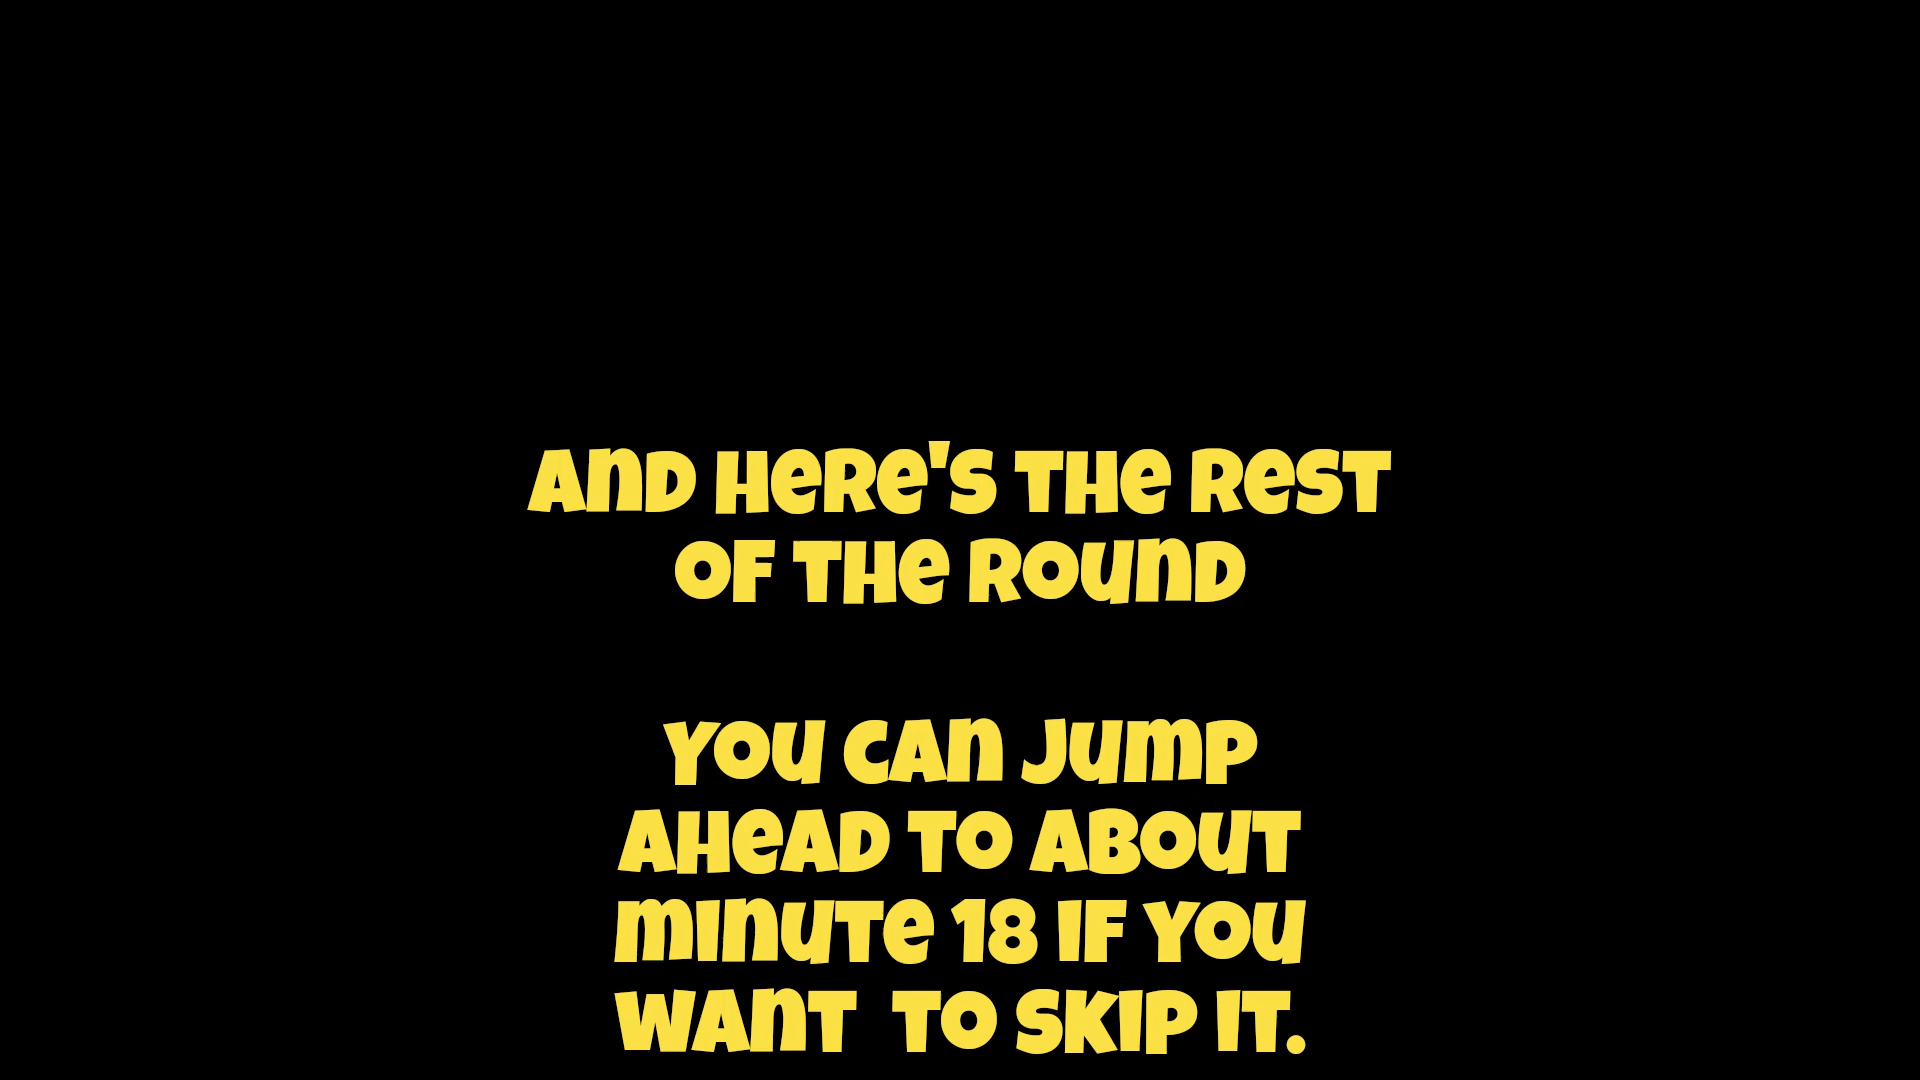 And here's the rest
of the round
You can jump
ahead to about
minute 18 if you
want  to skip it.